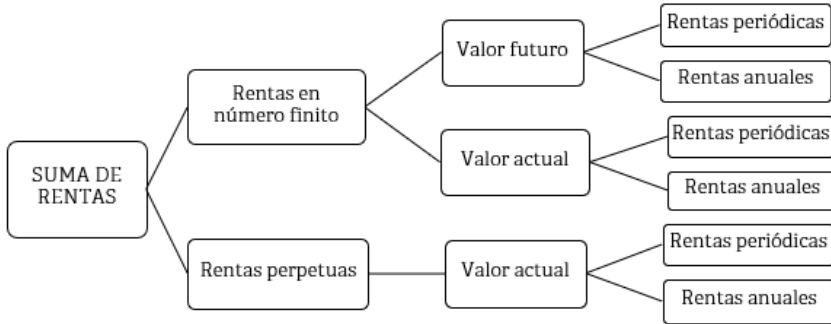 SUMA DE
RENTAS
Rentas en
número finito
Valor futuro
Rentas periódicas
Rentas anuales
Valor actual
Rentas periódicas
Rentas anuales
Rentas perpetuas
Valor actual
Rentas periódicas
Rentas anuales